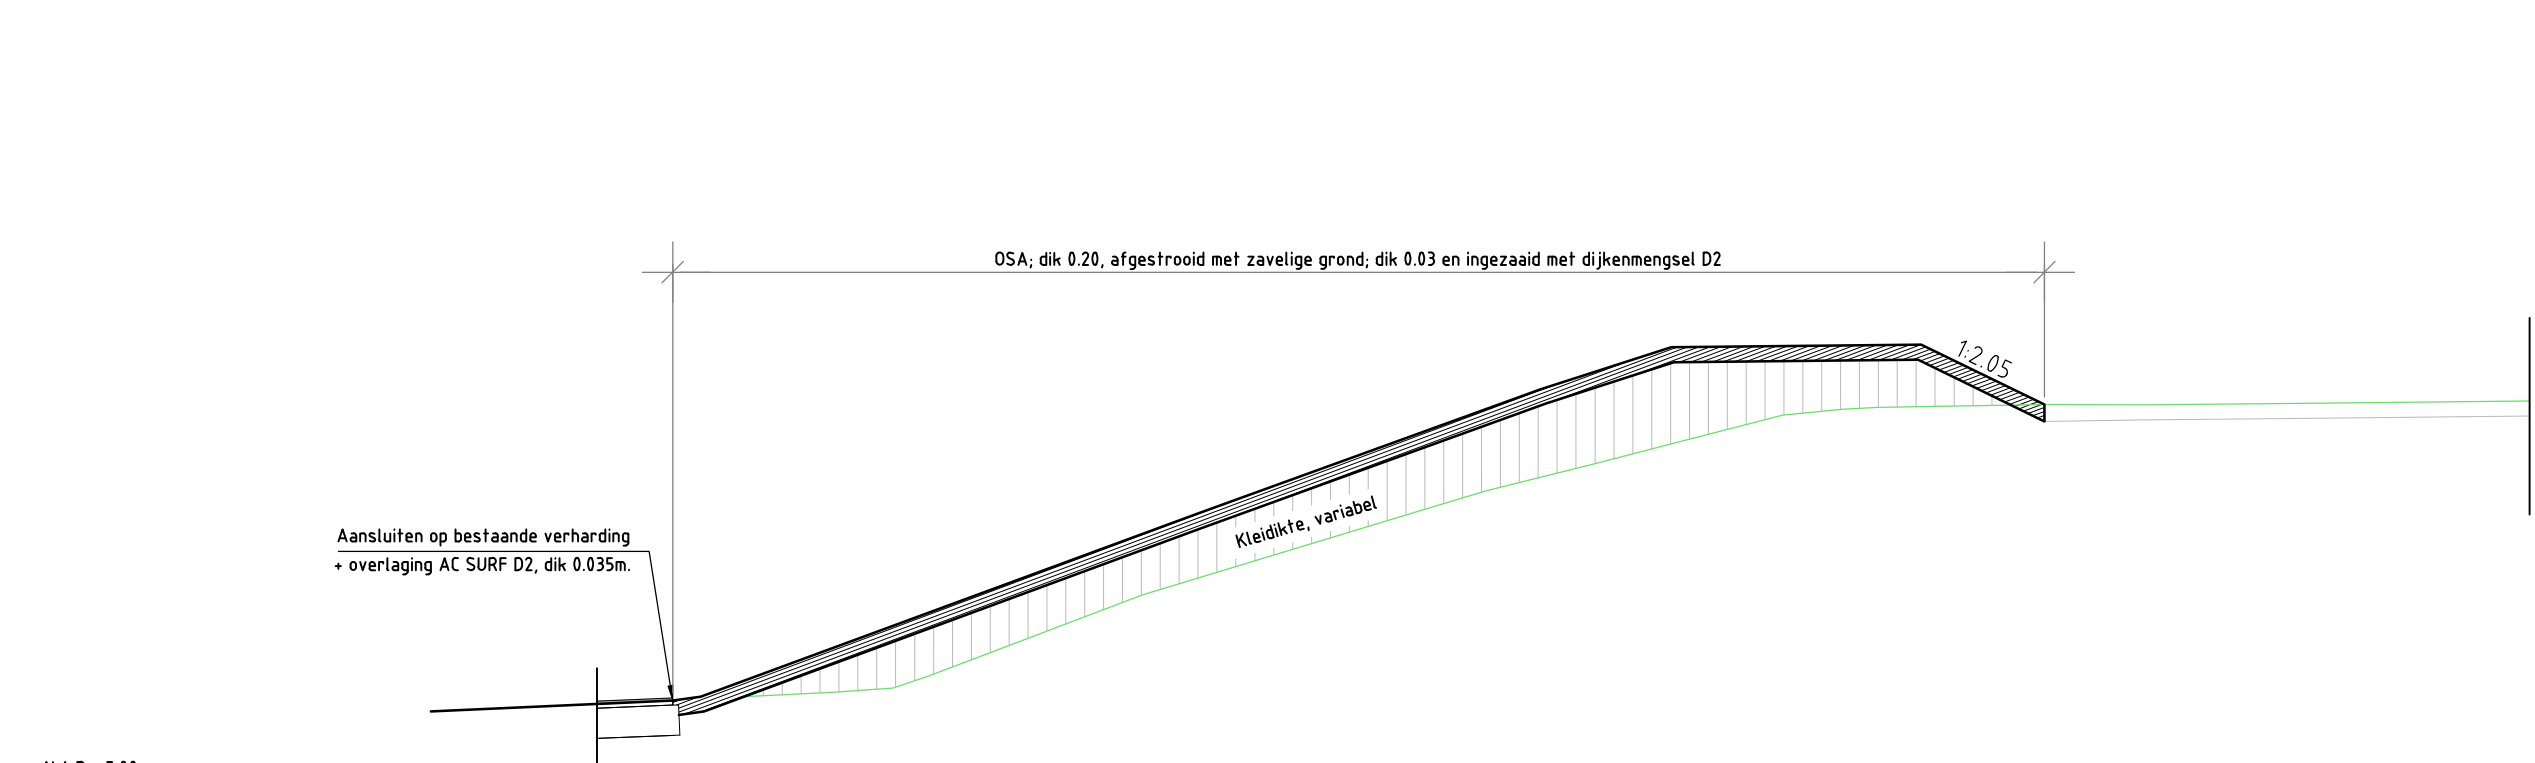 OSA; dik 0.20, afgestrooid met zavelige grond; dik 0.03 en ingezaaid met dijkenmengsel D2
1:2.05
Kleidikte, variabel
Aansluiten op bestaande verharding
+ overlaging AC SURF D2, dik 0.035m.